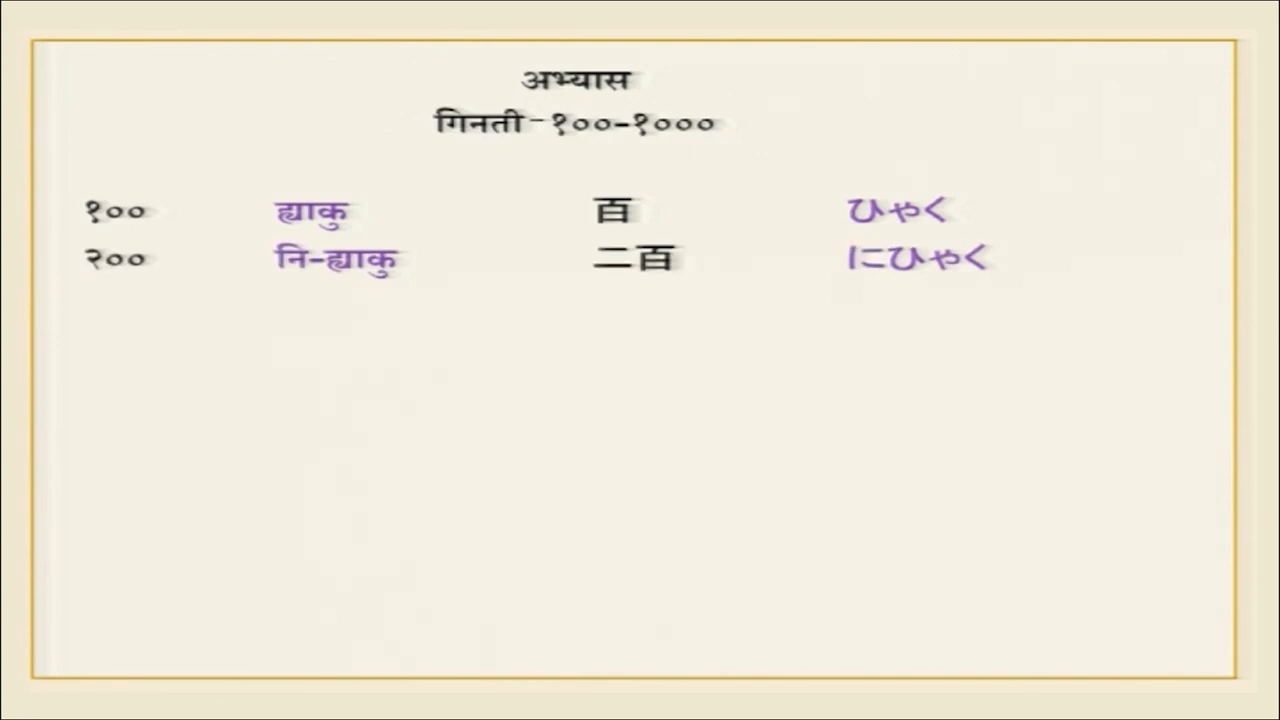 अभ्यास
गिनती -१००-१०००
१०० ह्याकु 百 ひゃく
२०० नि-ह्याकु 二百 にひゃく